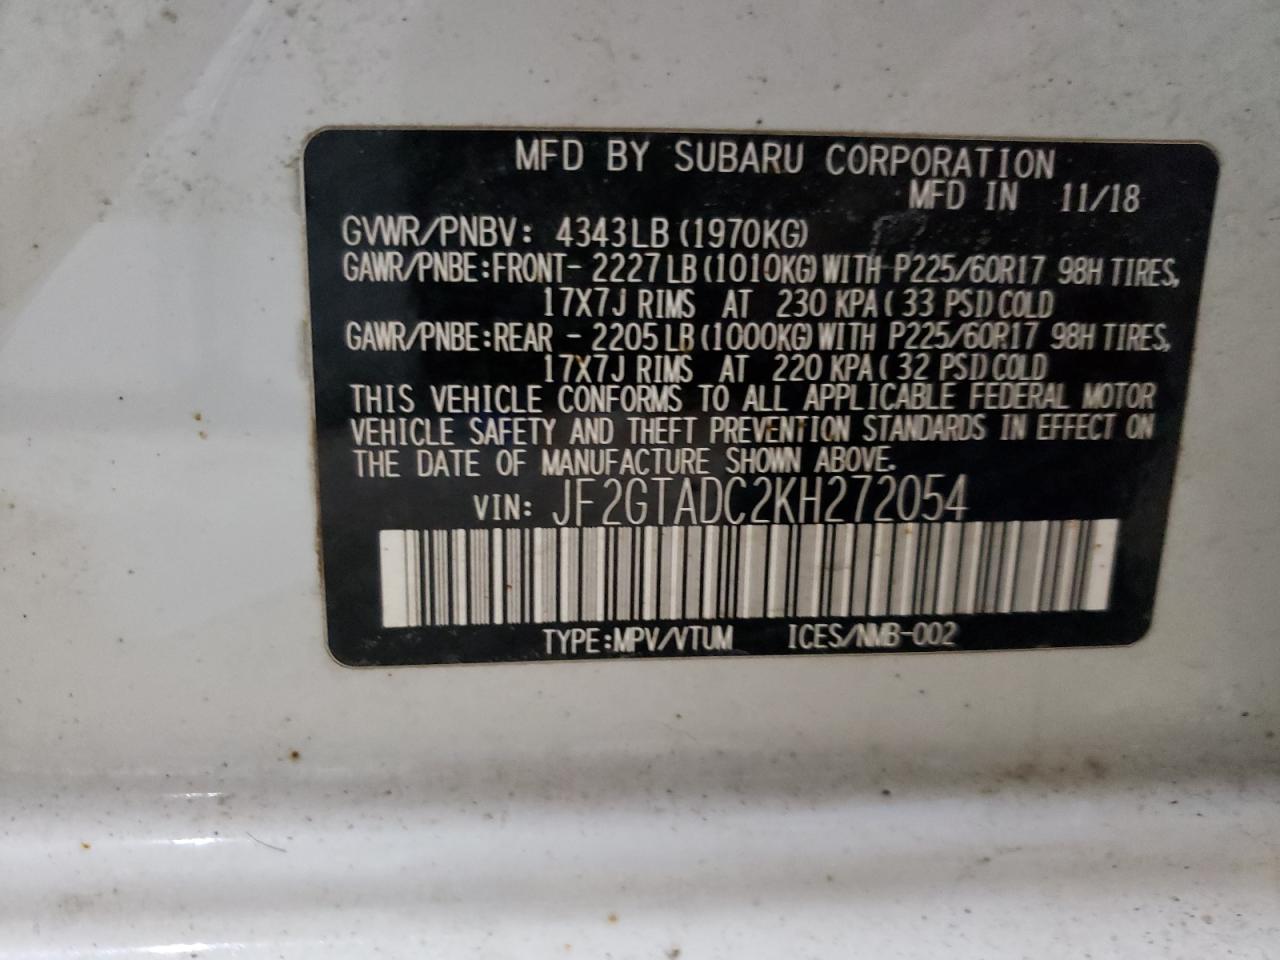 MFD BY SUBARU CORPORATION
MFD IN 11/18
GVWR/PNBV: 4343LB (1970KG)
GAWR/PNBE:FRONT- 2227LB (1010KG) WITH P225/60R17 98H TIRES,
17X7J RIMS AT 230 KPA ( 33 PSI) COLD
GAWR/PNBE:REAR - 2205LB (1000KG) WITH P225/60R17 98H TIRES,
17X7J RIMS AT 220 KPA ( 32 PSI) COLD
THIS VEHICLE CONFORMS TO ALL APPLICABLE FEDERAL MOTOR
VEHICLE SAFETY AND THEFT PREVENTION STANDARDS IN EFFECT ON
THE DATE OF MANUFACTURE SHOWN ABOVE.
VIN: JF2GTADC2KH272054
TYPE:MPV/VTUM ICES/NMB-002